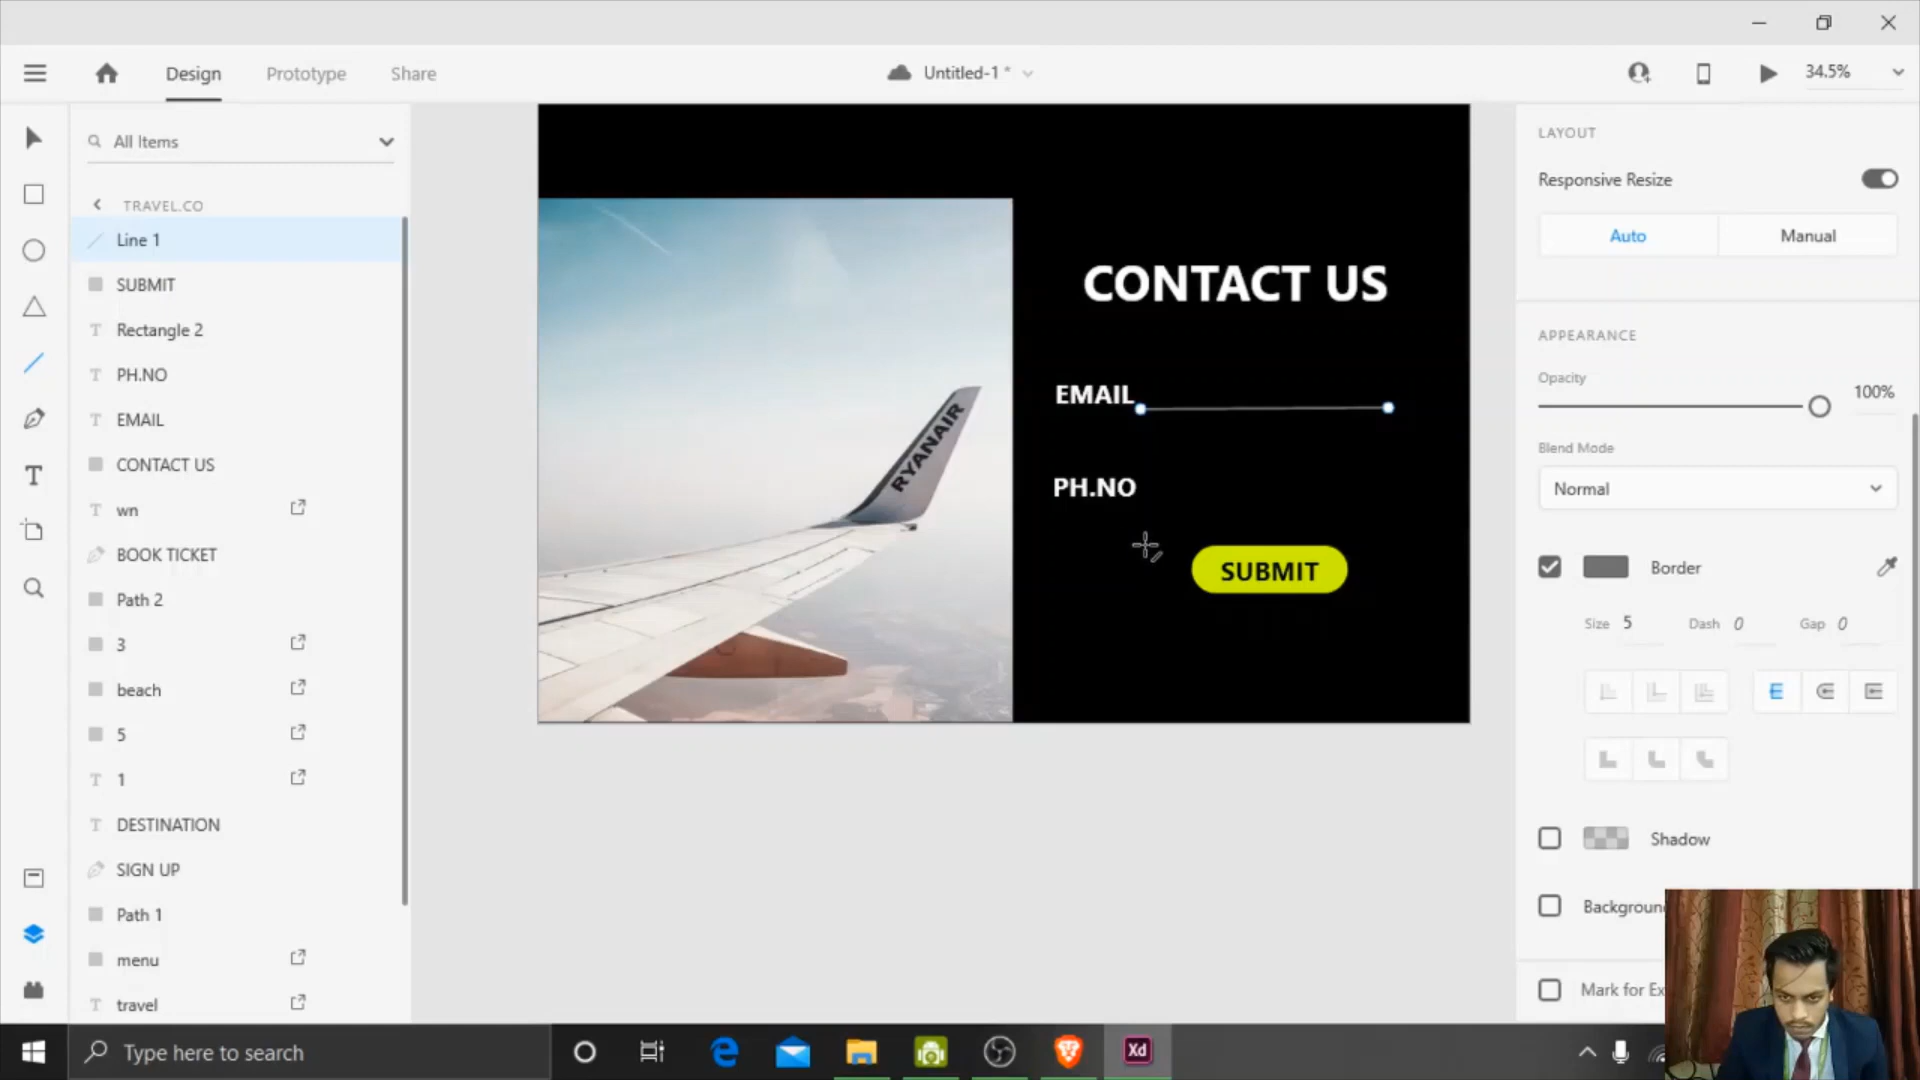 Design
Prototype
Share
Untitled-1 *
34.5%
All Items
TRAVEL.CO
Line 1
SUBMIT
Rectangle 2
PH.NO
EMAIL
CONTACT US
wn
BOOK TICKET
Path 2
3
beach
5
1
DESTINATION
SIGN UP
Path 1
menu
travel
RYANAIR
CONTACT US
EMAIL
PH.NO
SUBMIT
LAYOUT
Responsive Resize
Auto
Manual
APPEARANCE
Opacity
100%
Blend Mode
Normal
Border
Size 5
Dash 0
Gap 0
Shadow
Background
Mark for Ex
Type here to search
Xd